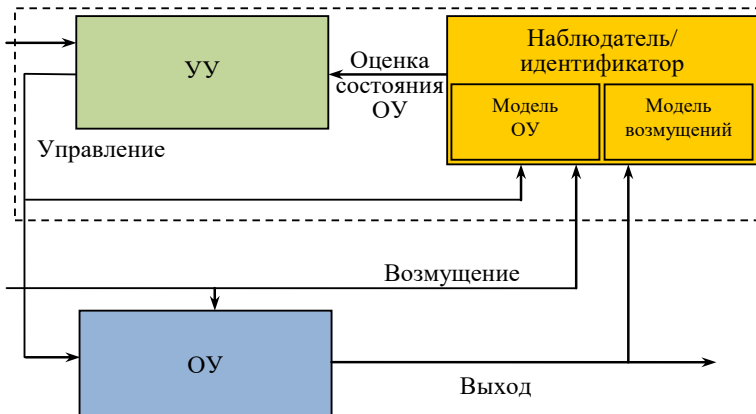 УУ
Оценка
состояния
ОУ
Наблюдатель/
идентификатор
Модель
ОУ
Модель
возмущений
Управление
Возмущение
ОУ
Выход